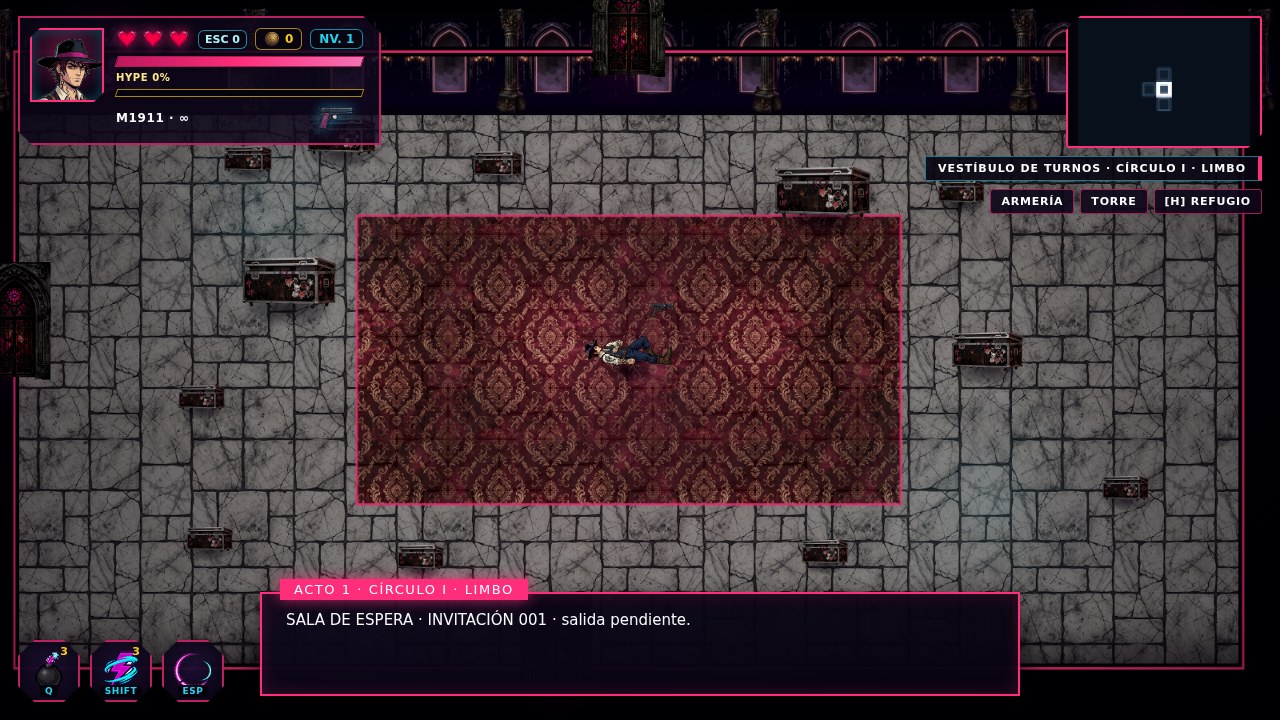 ESC 0
0
NV. 1
HYPE 0%
M1911 · ∞
VESTÍBULO DE TURNOS · CÍRCULO I · LIMBO
ARMERÍA
TORRE
[H] REFUGIO
ACTO 1 · CÍRCULO I · LIMBO
SALA DE ESPERA · INVITACIÓN 001 · salida pendiente.
3
Q
3
SHIFT
ESP